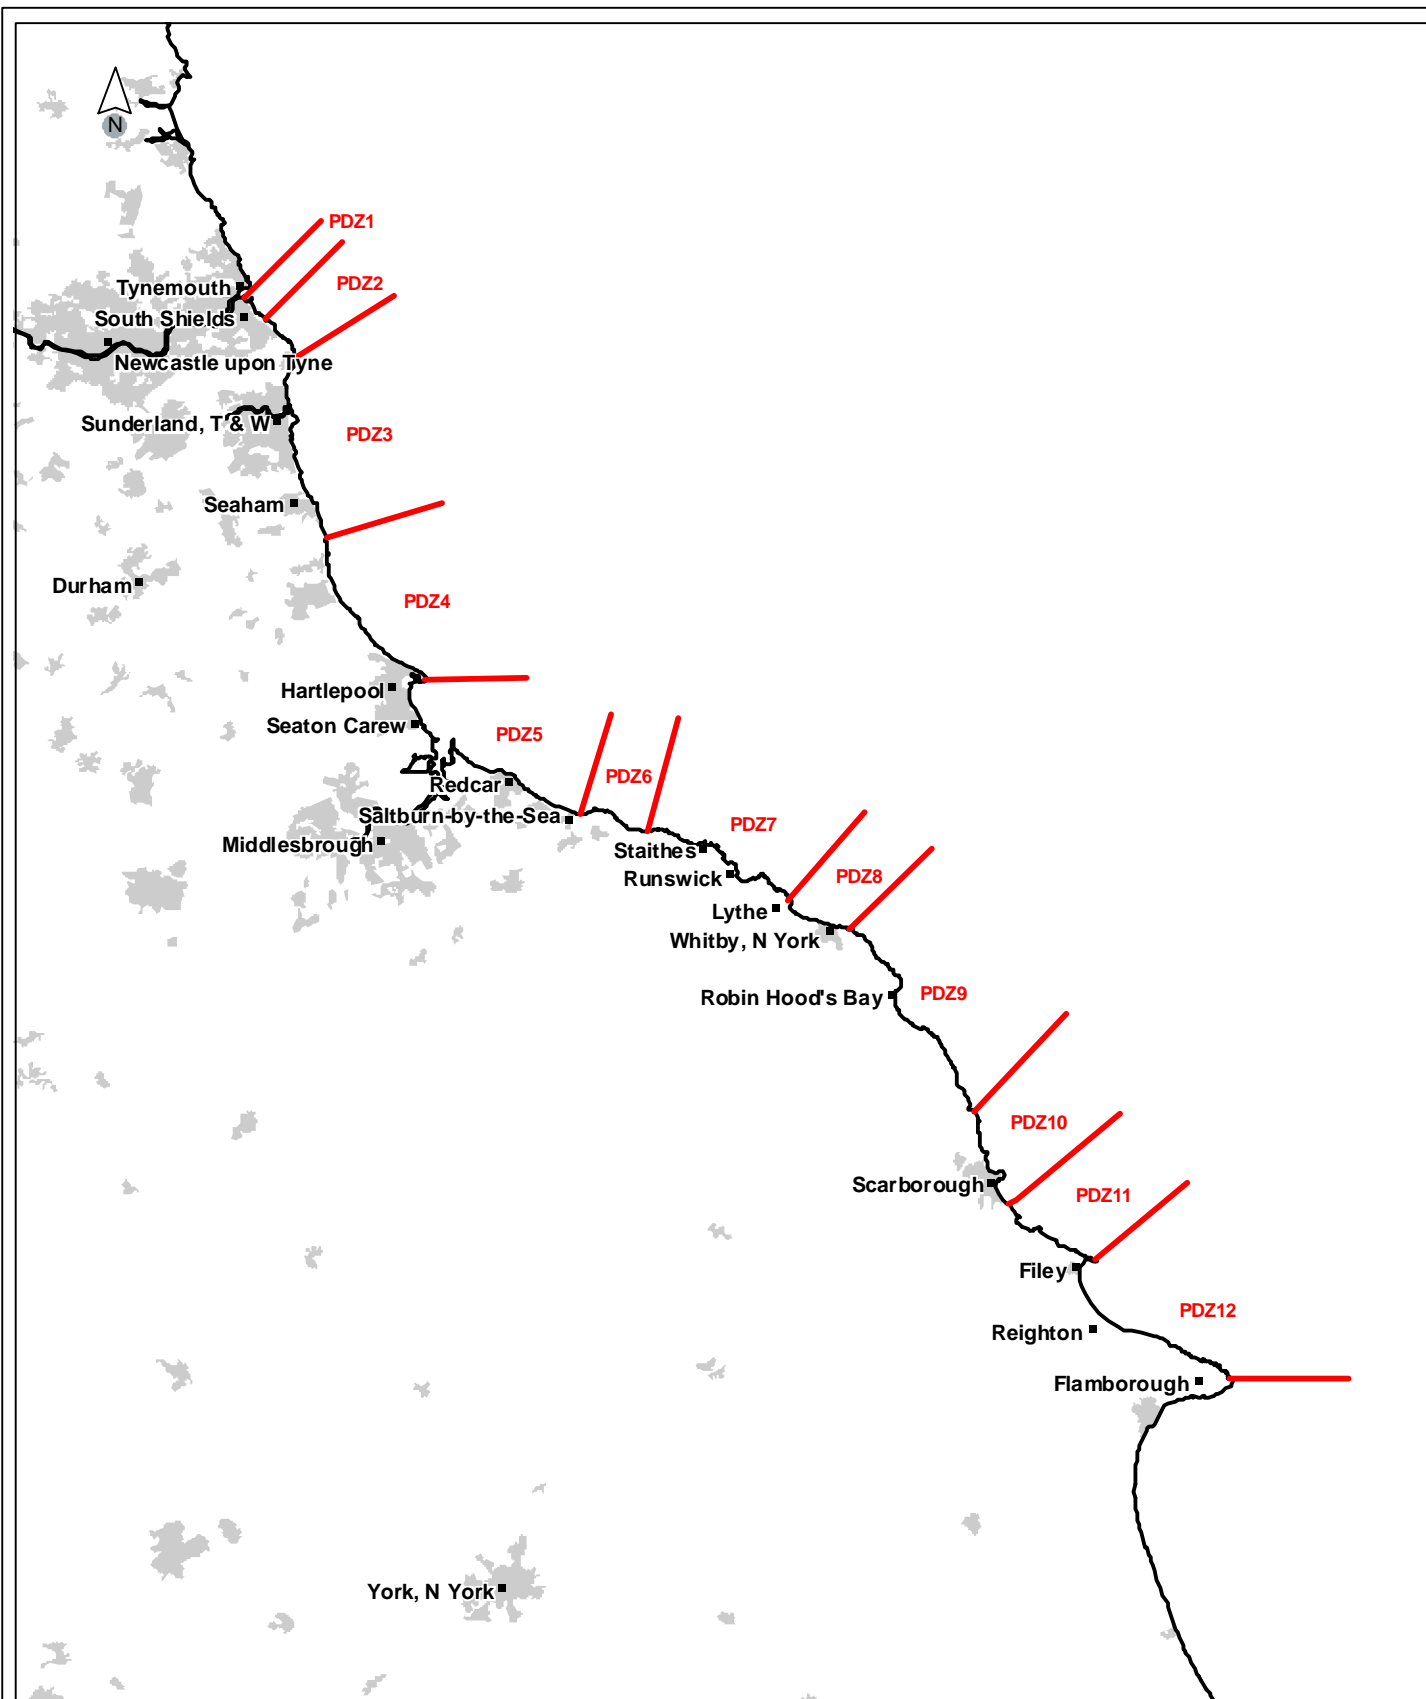 N
PDZ1
PDZ2
Tynemouth
South Shields
Newcastle upon Tyne
Sunderland, T & W
PDZ3
Seaham
Durham
PDZ4
Hartlepool
Seaton Carew
PDZ5
Redcar
PDZ6
Saltburn-by-the-Sea
Middlesbrough
PDZ7
Staithes
Runswick
PDZ8
Lythe
Whitby, N York
Robin Hood's Bay
PDZ9
PDZ10
Scarborough
PDZ11
Filey
PDZ12
Reighton
Flamborough
York, N York